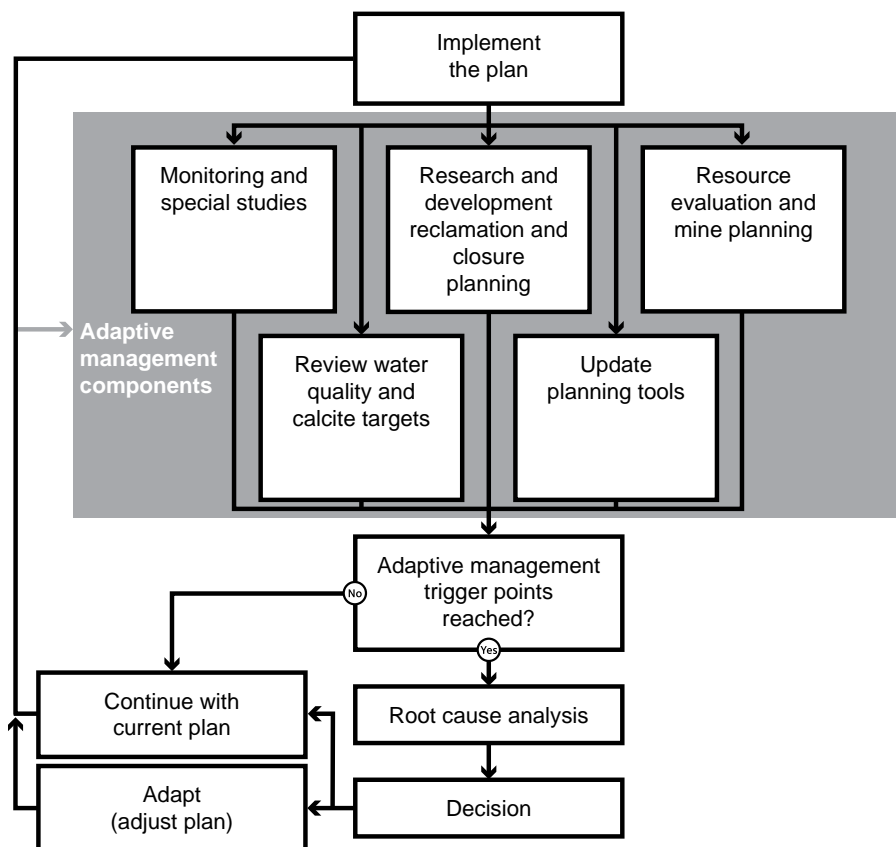 Implement
the plan
Monitoring and
special studies
Research and
development
reclamation and
closure
planning
Resource
evaluation and
mine planning
Adaptive
management
components
Review water
quality and
calcite targets
Update
planning tools
Adaptive management
trigger points
reached?
No
Yes
Continue with
current plan
Root cause analysis
Adapt
(adjust plan)
Decision